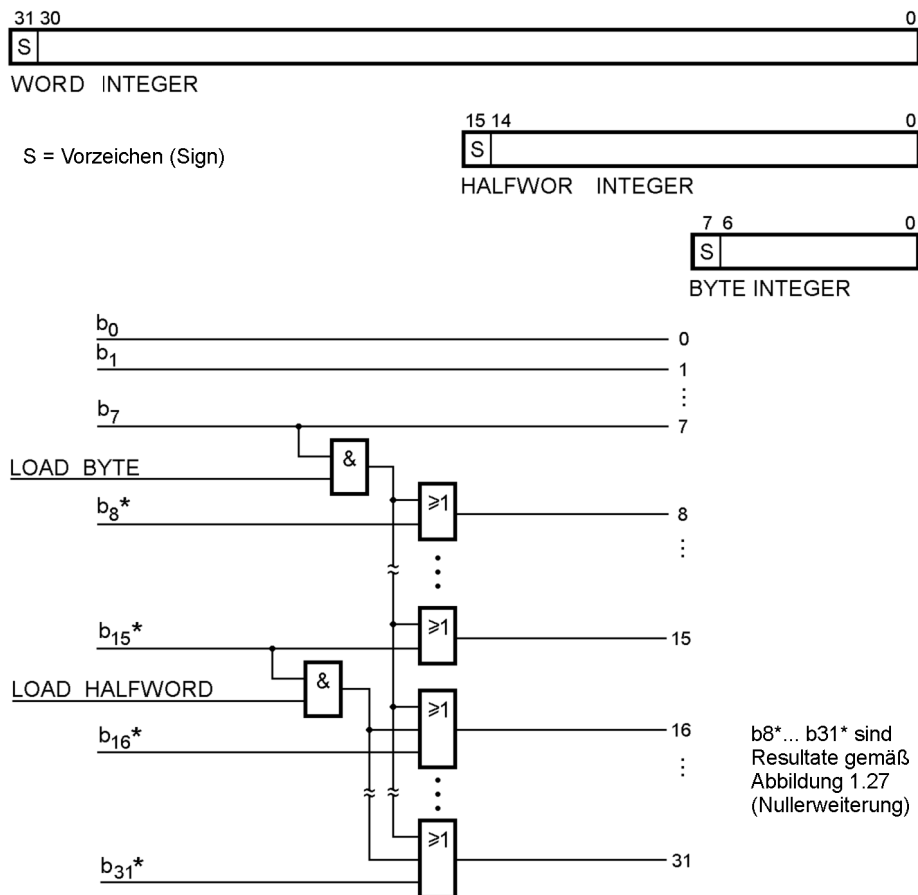 31 30 0
S
WORD INTEGER
15 14 0
S = Vorzeichen (Sign)
S
HALFWOR INTEGER
7 6 0
S
BYTE INTEGER
b0 0
b1 1
⋮
b7 7
&
LOAD BYTE
≥1
b8* 8
⋮
≥1
b15* 15
&
LOAD HALFWORD
≥1
16
b16*
⋮
b8*... b31* sind
Resultate gemäß
Abbildung 1.27
(Nullerweiterung)
≥1
31
b31*